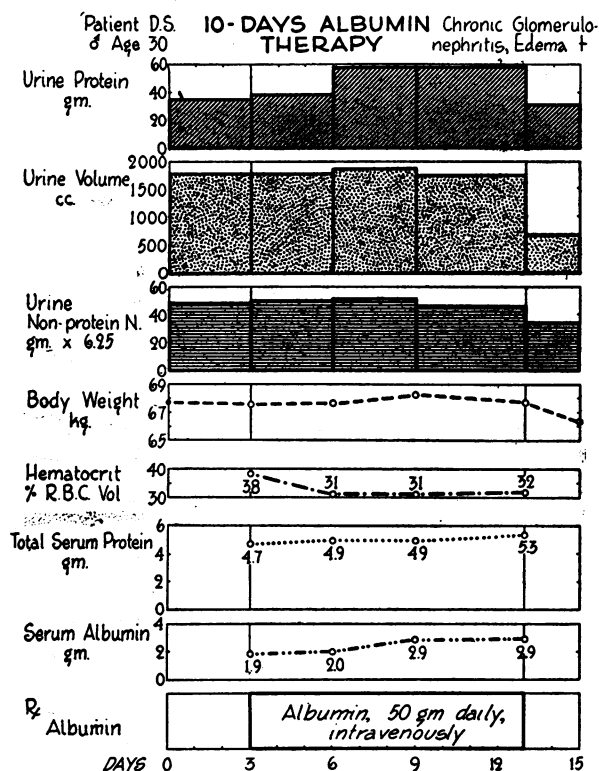 Patient D.S.
♂ Age 30
10-DAYS ALBUMIN
THERAPY
Chronic Glomerulo-
nephritis, Edema +
Urine Protein
gm.
60
40
20
0
Urine Volume
cc.
2000
1500
1000
500
0
Urine
Non-protein N.
gm. x 6.25
60
40
20
0
Body Weight
kg.
69
67
65
Hematocrit
% R.B.C. Vol
40
30
38 31 31 32
Total Serum Protein
gm.
6
4
2
0
4.7 4.9 4.9 5.3
Serum Albumin
gm.
4
2
0
1.9 2.0 2.9 2.9
℞
Albumin
Albumin, 50 gm daily,
intravenously
DAYS 0 3 6 9 12 15